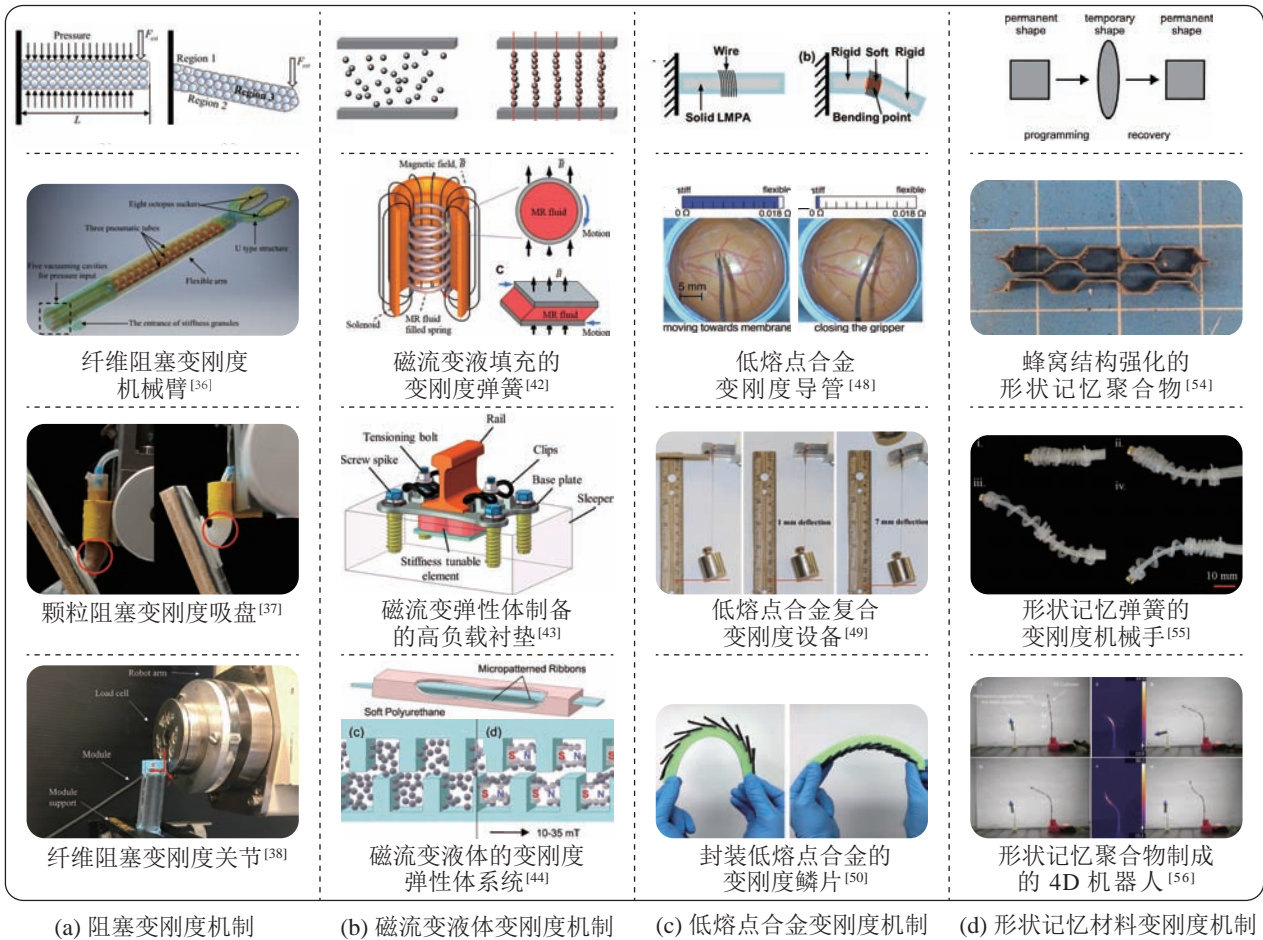 Pressure
F_ext
L
Region 1
Region 2
Region 3
F_ext
Wire
Solid LMPA
(b)
Rigid
Soft
Rigid
Bending point
permanent shape
temporary shape
permanent shape
programming
recovery
Eight octopus suckers
Three pneumatic tubes
U type structure
Five vacuuming cavities for pressure input
Flexible arm
The entrance of stiffness granules
纤维阻塞变刚度
机械臂[36]
Magnetic field, B
B
MR fluid
Motion
C
B
MR fluid
Motion
Solenoid
MR fluid filled spring
磁流变液填充的
变刚度弹簧[42]
stiff
flexible
0 Ω
0.018 Ω
stiff
flexible
0 Ω
0.018 Ω
5 mm
moving towards membrane
closing the gripper
低熔点合金
变刚度导管[48]
蜂窝结构强化的
形状记忆聚合物[54]
颗粒阻塞变刚度吸盘[37]
Rail
Tensioning bolt
Clips
Screw spike
Base plate
Sleeper
Stiffness tunable element
磁流变弹性体制备
的高负载衬垫[43]
1 mm deflection
7 mm deflection
低熔点合金复合
变刚度设备[49]
i.
ii.
iii.
iv.
10 mm
形状记忆弹簧的
变刚度机械手[55]
Robot arm
Load cell
Module
Module support
纤维阻塞变刚度关节[38]
Micropatterned Ribbons
Soft Polyurethane
(c)
(d)
S N S N S
S N S N
10-35 mT
磁流变液体的变刚度
弹性体系统[44]
封装低熔点合金的
变刚度鳞片[50]
形状记忆聚合物制成
的 4D 机器人[56]
(a) 阻塞变刚度机制
(b) 磁流变液体变刚度机制
(c) 低熔点合金变刚度机制
(d) 形状记忆材料变刚度机制